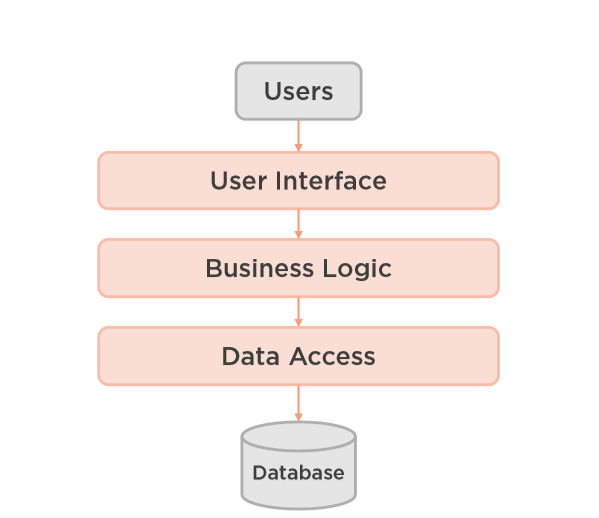 Users
User Interface
Business Logic
Data Access
Database